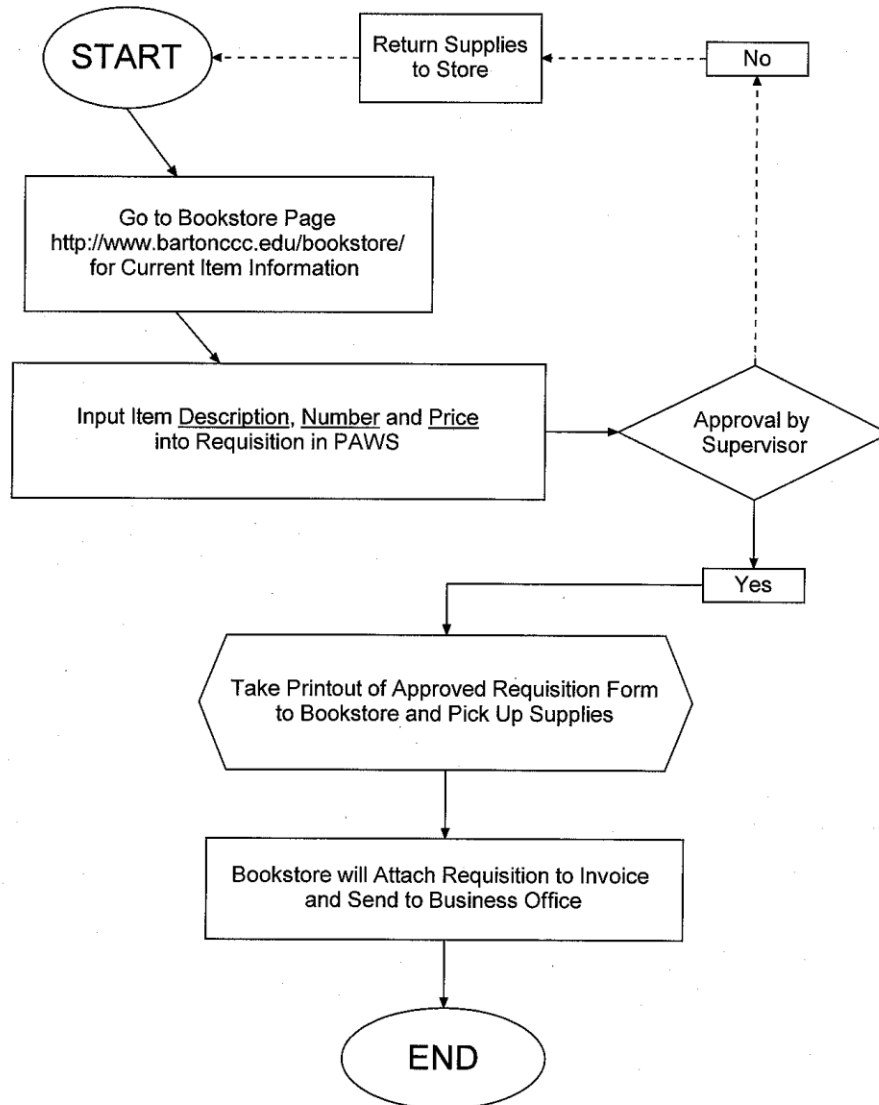 START
Return Supplies
to Store
No
Go to Bookstore Page
http://www.bartonccc.edu/bookstore/
for Current Item Information
Input Item Description, Number and Price
into Requisition in PAWS
Approval by
Supervisor
Yes
Take Printout of Approved Requisition Form
to Bookstore and Pick Up Supplies
Bookstore will Attach Requisition to Invoice
and Send to Business Office
END